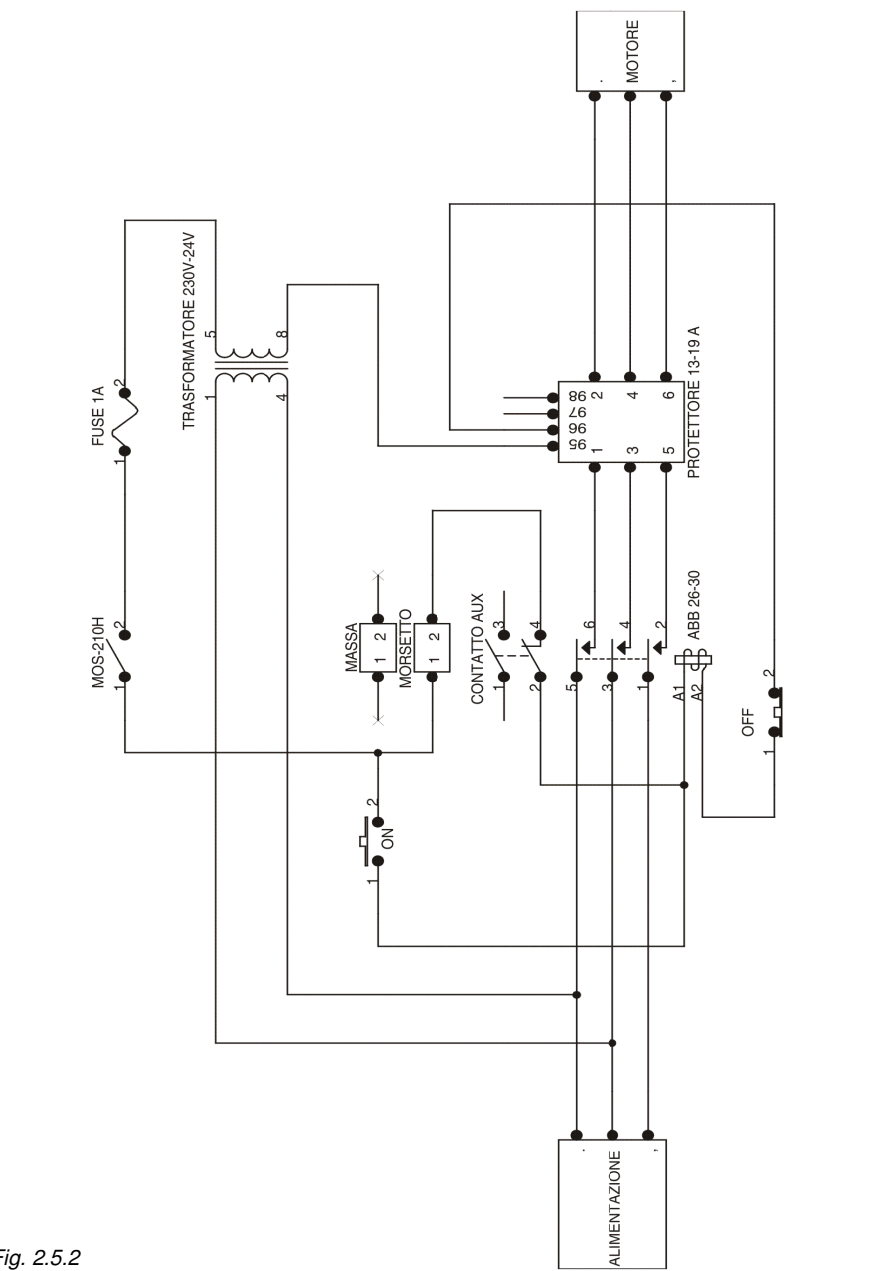 MOTORE
TRASFORMATORE 230V-24V
5
8
1
4
FUSE 1A
2
1
98
97
96
95
2
4
6
1
3
5
PROTETTORE 13-19 A
MOS-210H
2
1
MASSA
1 2
MORSETTO
1 2
CONTATTO AUX
3
4
1
2
6
4
2
5
3
1
ABB 26-30
A1
A2
OFF
2
1
ON
2
1
ALIMENTAZIONE
Fig. 2.5.2